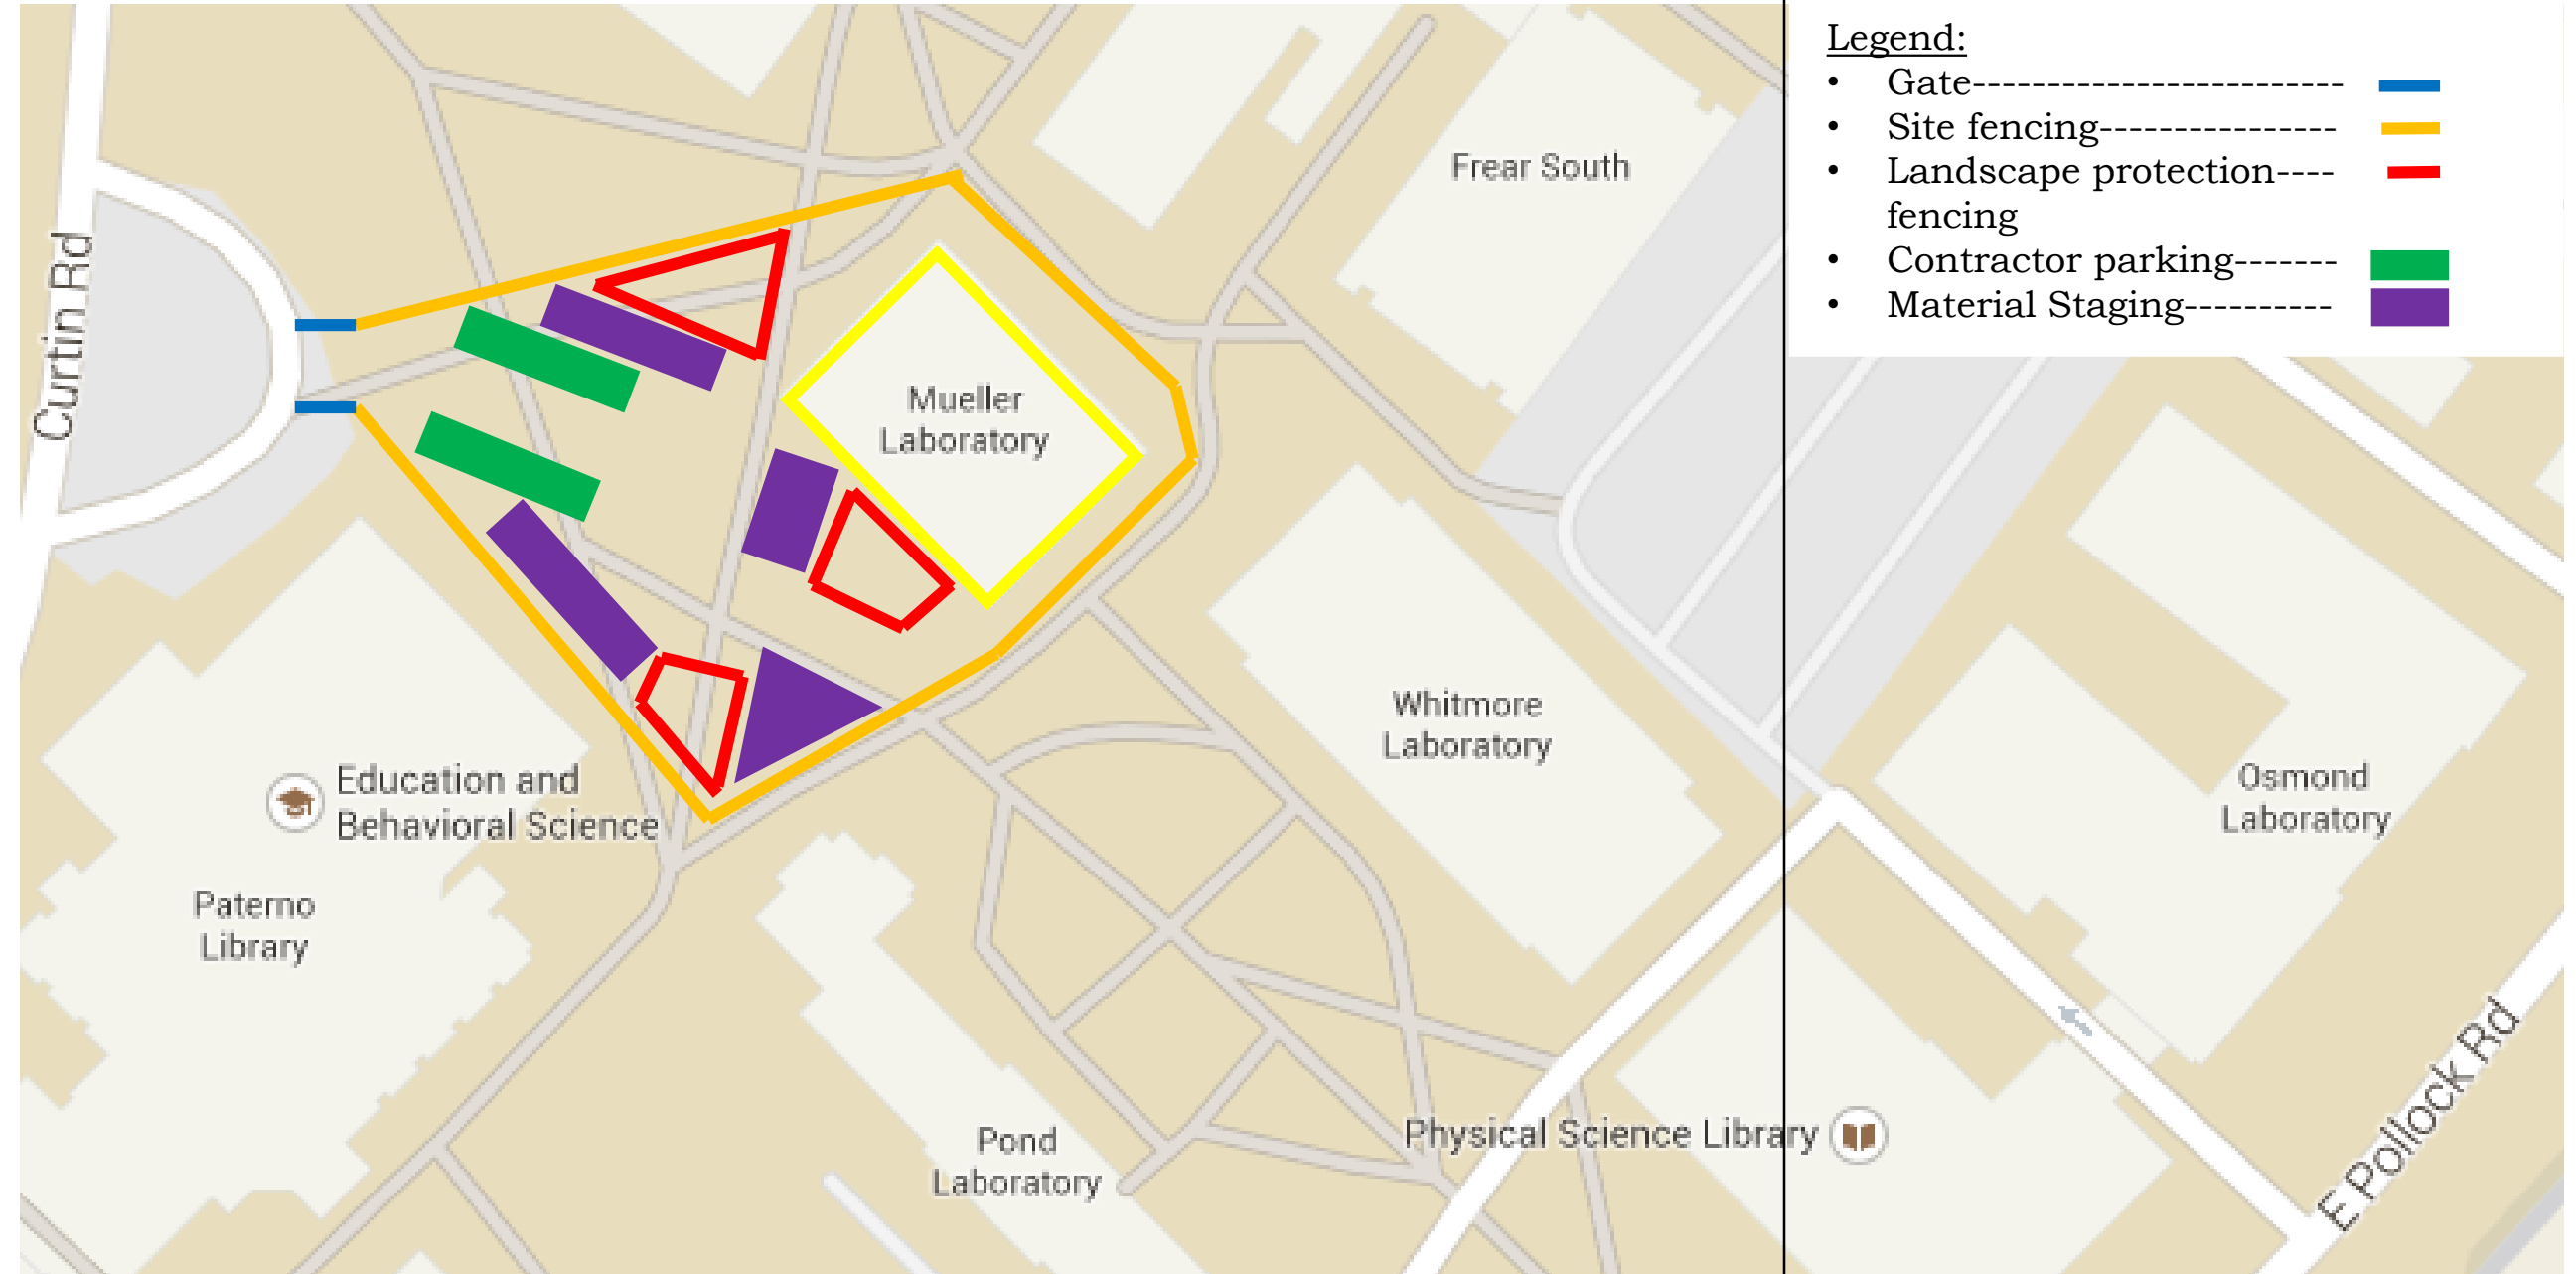 Legend:
• Gate-------------------------
• Site fencing----------------
• Landscape protection----
fencing
• Contractor parking-------
• Material Staging----------
Curtin Rd
Frear South
Mueller
Laboratory
Whitmore
Laboratory
Osmond
Laboratory
Education and
Behavioral Science
Paterno
Library
Pond
Laboratory
Physical Science Library
E Pollock Rd